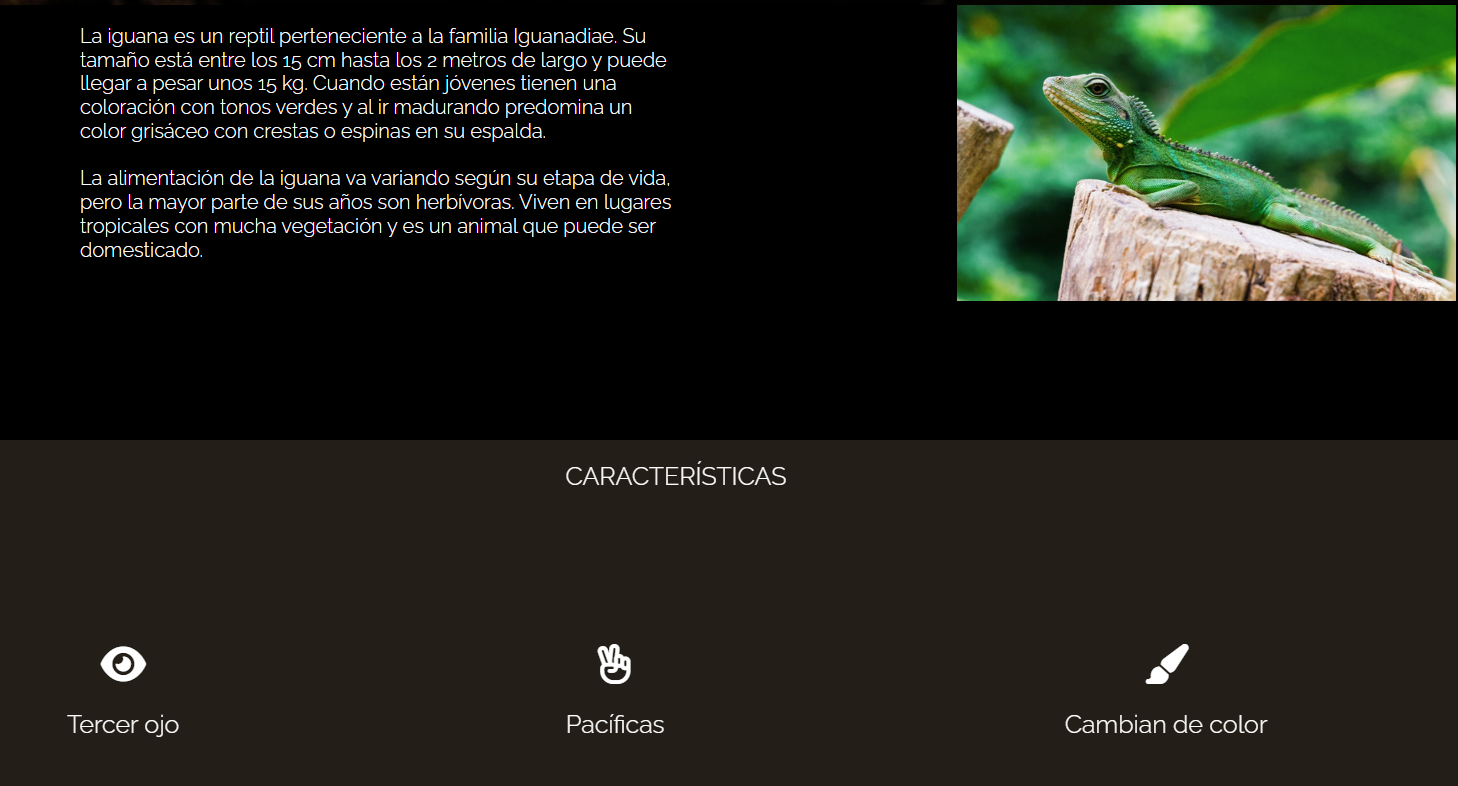 La iguana es un reptil perteneciente a la familia Iguanadiae. Su
tamaño está entre los 15 cm hasta los 2 metros de largo y puede
llegar a pesar unos 15 kg. Cuando están jóvenes tienen una
coloración con tonos verdes y al ir madurando predomina un
color grisáceo con crestas o espinas en su espalda.
La alimentación de la iguana va variando según su etapa de vida,
pero la mayor parte de sus años son herbívoras. Viven en lugares
tropicales con mucha vegetación y es un animal que puede ser
domesticado.
CARACTERÍSTICAS
Tercer ojo
Pacíficas
Cambian de color